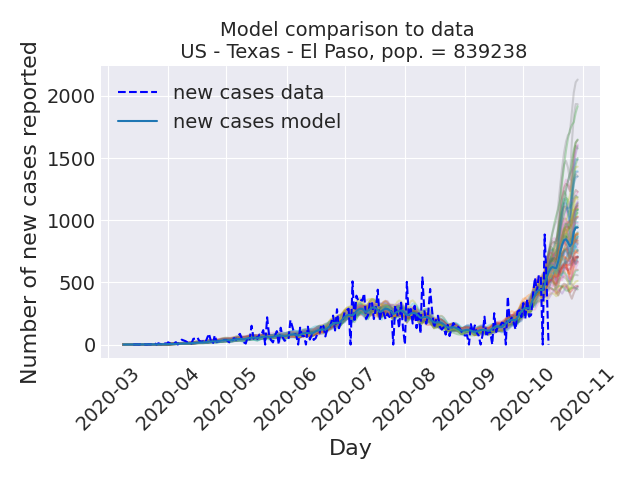 Model comparison to data
US - Texas - El Paso, pop. = 839238
Number of new cases reported
2000
1500
1000
500
0
new cases data
new cases model
2020-03
2020-04
2020-05
2020-06
2020-07
2020-08
2020-09
2020-10
2020-11
Day